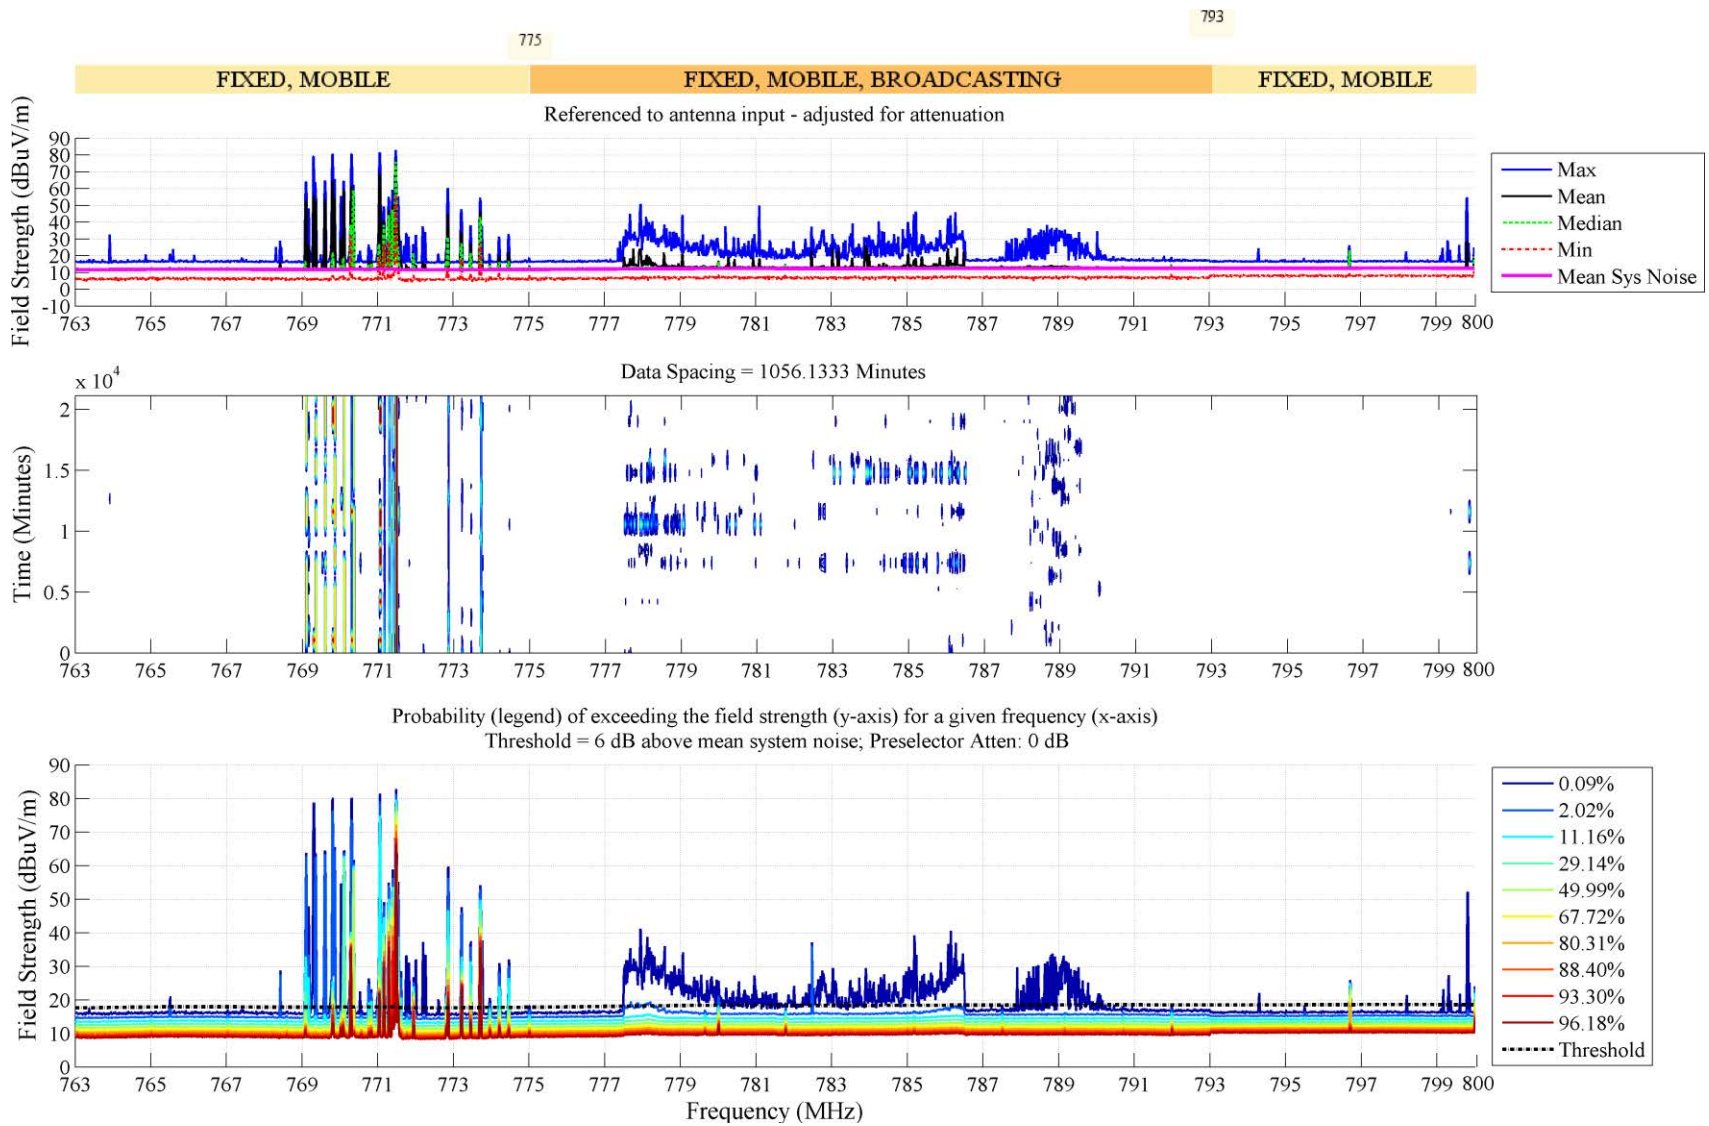 793
775
FIXED, MOBILE
FIXED, MOBILE, BROADCASTING
FIXED, MOBILE
Referenced to antenna input - adjusted for attenuation
Field Strength (dBuV/m)
90
80
70
60
50
40
30
20
10
0
-10
763 765 767 769 771 773 775 777 779 781 783 785 787 789 791 793 795 797 799 800
Max
Mean
Median
Min
Mean Sys Noise
Data Spacing = 1056.1333 Minutes
x 10^4
Time (Minutes)
2
1.5
1
0.5
0
763 765 767 769 771 773 775 777 779 781 783 785 787 789 791 793 795 797 799 800
Probability (legend) of exceeding the field strength (y-axis) for a given frequency (x-axis)
Threshold = 6 dB above mean system noise; Preselector Atten: 0 dB
Field Strength (dBuV/m)
90
80
70
60
50
40
30
20
10
0
763 765 767 769 771 773 775 777 779 781 783 785 787 789 791 793 795 797 799 800
Frequency (MHz)
0.09%
2.02%
11.16%
29.14%
49.99%
67.72%
80.31%
88.40%
93.30%
96.18%
Threshold